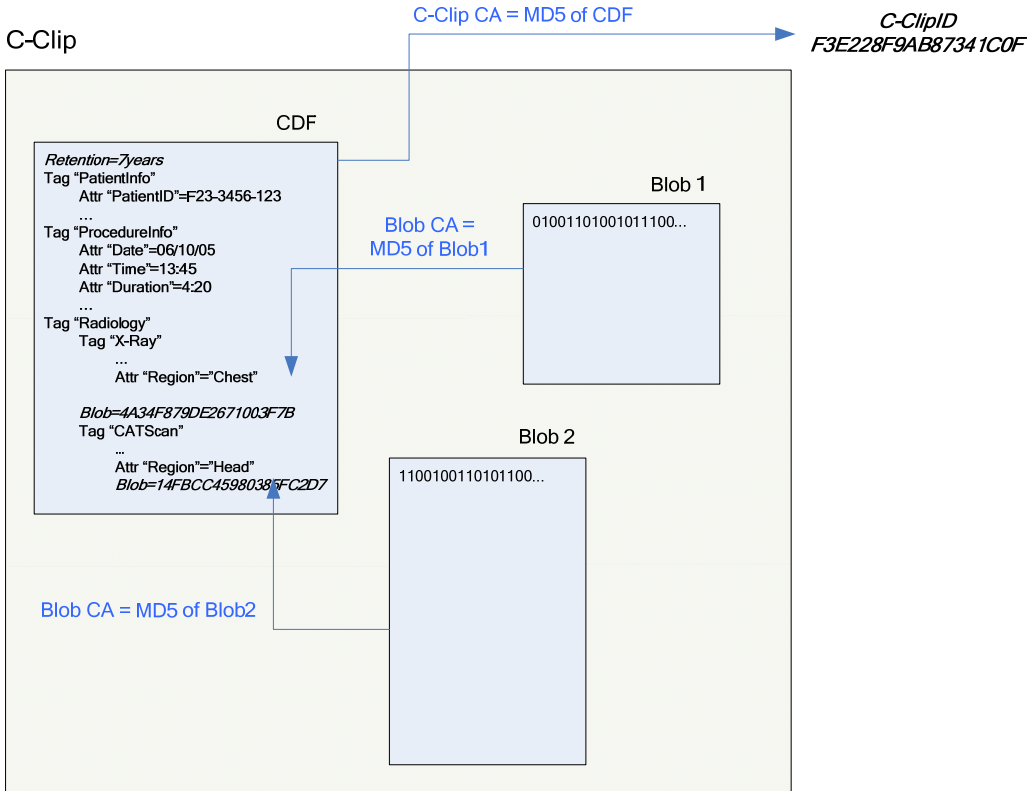 C-Clip CA = MD5 of CDF
C-ClipID
F3E228F9AB87341C0F
C-Clip
CDF
Retention=7years
Tag “PatientInfo”
Attr “PatientID”=F23-3456-123
...
Tag “ProcedureInfo”
Attr “Date”=06/10/05
Attr “Time”=13:45
Attr “Duration”=4:20
...
Tag “Radiology”
Tag “X-Ray”
...
Attr “Region”=”Chest”
Blob=4A34F879DE2671003F7B
Tag “CATScan”
...
Attr “Region”=”Head”
Blob=14FBCC45980385FC2D7
Blob CA =
MD5 of Blob1
Blob 1
01001101001011100...
Blob 2
1100100110101100...
Blob CA = MD5 of Blob2